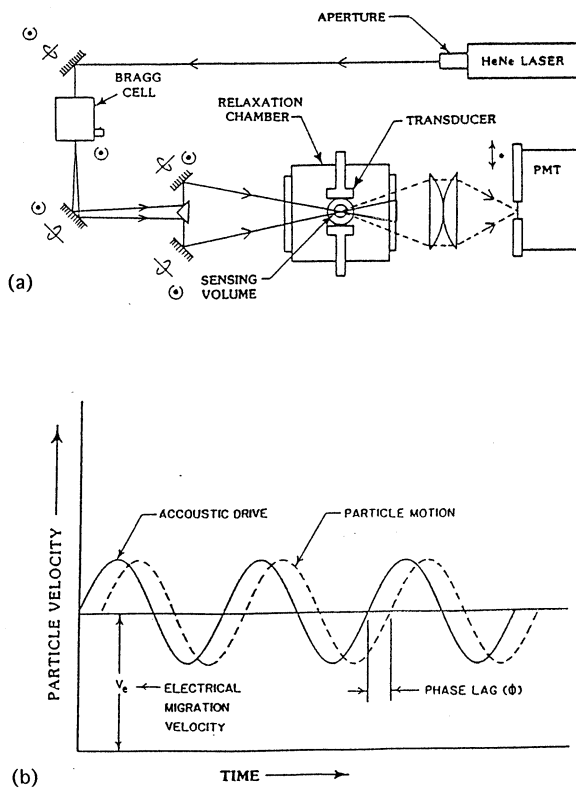 APERTURE
HeNe LASER
BRAGG
CELL
RELAXATION
CHAMBER
TRANSDUCER
PMT
SENSING
VOLUME
(a)
PARTICLE VELOCITY
ACCOUSTIC DRIVE
PARTICLE MOTION
Ve
ELECTRICAL
MIGRATION
VELOCITY
PHASE LAG (ϕ)
(b)
TIME